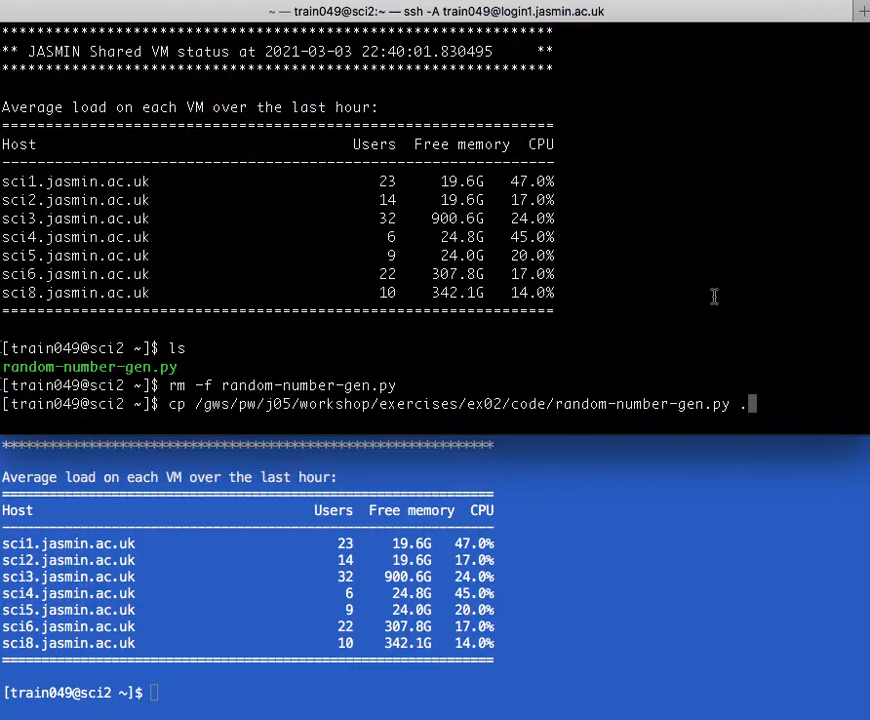 ~ — train049@sci2:~ — ssh -A train049@login1.jasmin.ac.uk
**************************************************************
** JASMIN Shared VM status at 2021-03-03 22:40:01.830495 **
**************************************************************
Average load on each VM over the last hour:
==============================================================
Host Users Free memory CPU
--------------------------------------------------------------
sci1.jasmin.ac.uk 23 19.6G 47.0%
sci2.jasmin.ac.uk 14 19.6G 17.0%
sci3.jasmin.ac.uk 32 900.6G 24.0%
sci4.jasmin.ac.uk 6 24.8G 45.0%
sci5.jasmin.ac.uk 9 24.0G 20.0%
sci6.jasmin.ac.uk 22 307.8G 17.0%
sci8.jasmin.ac.uk 10 342.1G 14.0%
==============================================================
[train049@sci2 ~]$ ls
random-number-gen.py
[train049@sci2 ~]$ rm -f random-number-gen.py
[train049@sci2 ~]$ cp /gws/pw/j05/workshop/exercises/ex02/code/random-number-gen.py .
**************************************************************
Average load on each VM over the last hour:
==============================================================
Host Users Free memory CPU
--------------------------------------------------------------
sci1.jasmin.ac.uk 23 19.6G 47.0%
sci2.jasmin.ac.uk 14 19.6G 17.0%
sci3.jasmin.ac.uk 32 900.6G 24.0%
sci4.jasmin.ac.uk 6 24.8G 45.0%
sci5.jasmin.ac.uk 9 24.0G 20.0%
sci6.jasmin.ac.uk 22 307.8G 17.0%
sci8.jasmin.ac.uk 10 342.1G 14.0%
==============================================================
[train049@sci2 ~]$